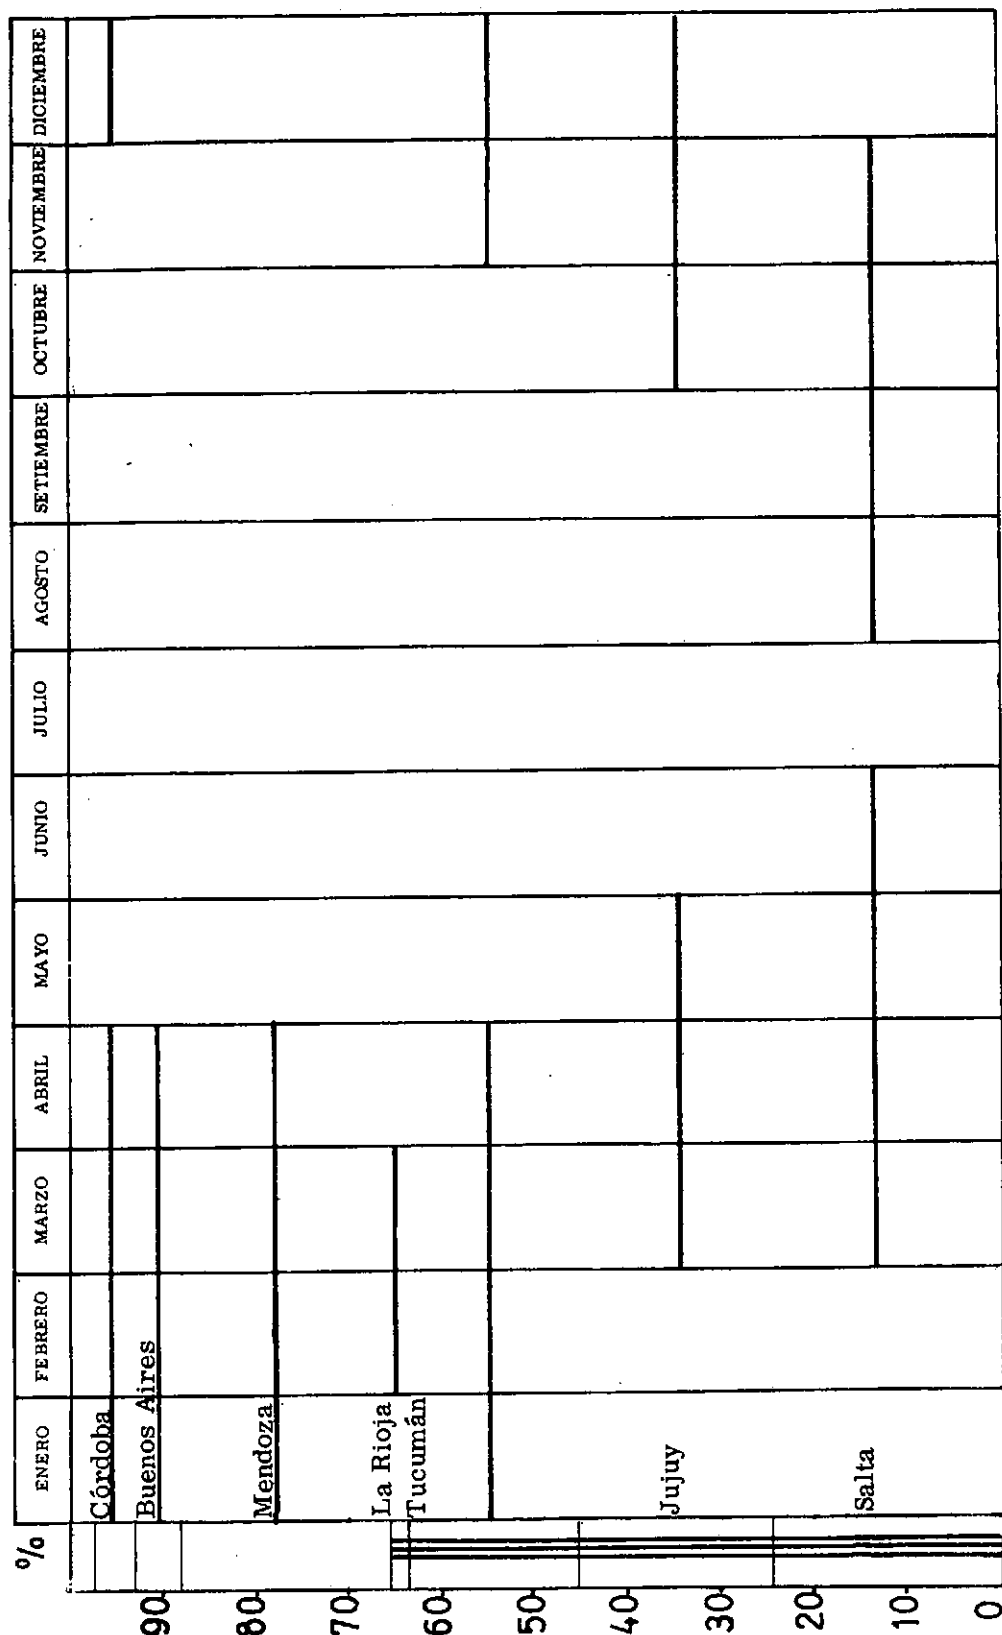 %
ENERO
FEBRERO
MARZO
ABRIL
MAYO
JUNIO
JULIO
AGOSTO
SETIEMBRE
OCTUBRE
NOVIEMBRE
DICIEMBRE
Córdoba
Buenos Aires
Mendoza
La Rioja
Tucumán
Jujuy
Salta
90
80
70
60
50
40
30
20
10
0